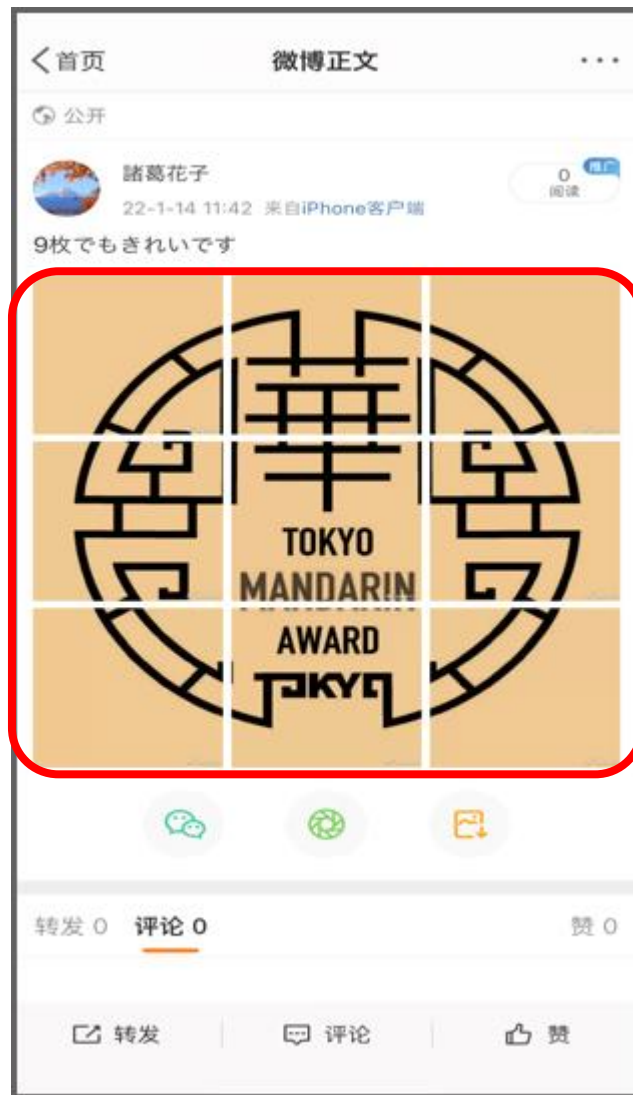 首页
微博正文
公开
諸葛花子
推广
0
阅读
22-1-14 11:42 来自iPhone客户端
9枚でもきれいです
華
TOKYO
MANDARIN
AWARD
TOKYO
转发 0
评论 0
赞 0
转发
评论
赞